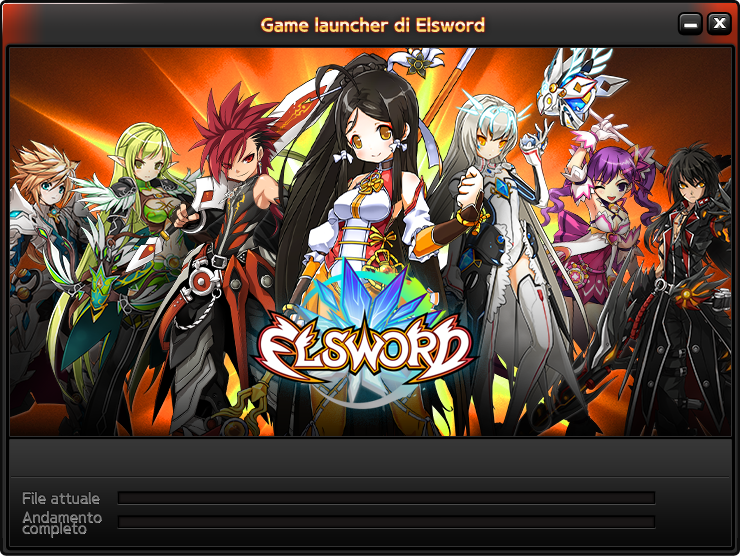 Game launcher di Elsword
ELSWORD
File attuale
Andamento
completo